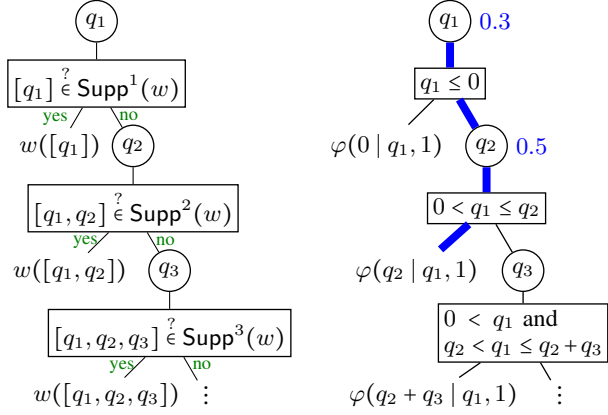 q₁
[q₁] ∈? Supp¹(w)
yes no
w([q₁]) q₂
[q₁, q₂] ∈? Supp²(w)
yes no
w([q₁, q₂]) q₃
[q₁, q₂, q₃] ∈? Supp³(w)
yes no
w([q₁, q₂, q₃]) ⋮
q₁ 0.3
q₁ ≤ 0
φ(0 | q₁, 1) q₂ 0.5
0 < q₁ ≤ q₂
φ(q₂ | q₁, 1) q₃
0 < q₁ and
q₂ < q₁ ≤ q₂ + q₃
φ(q₂ + q₃ | q₁, 1) ⋮